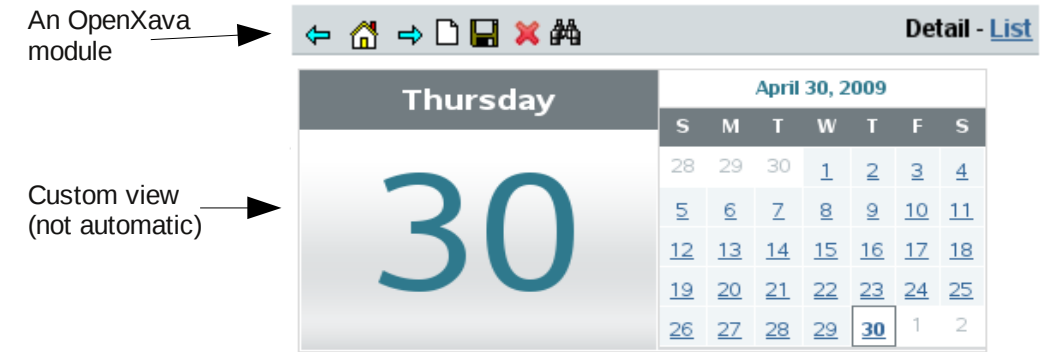 An OpenXava
module
Detail - List
Thursday
April 30, 2009
S M T W T F S
28 29 30 1 2 3 4
5 6 7 8 9 10 11
12 13 14 15 16 17 18
19 20 21 22 23 24 25
26 27 28 29 30 1 2
30
Custom view
(not automatic)